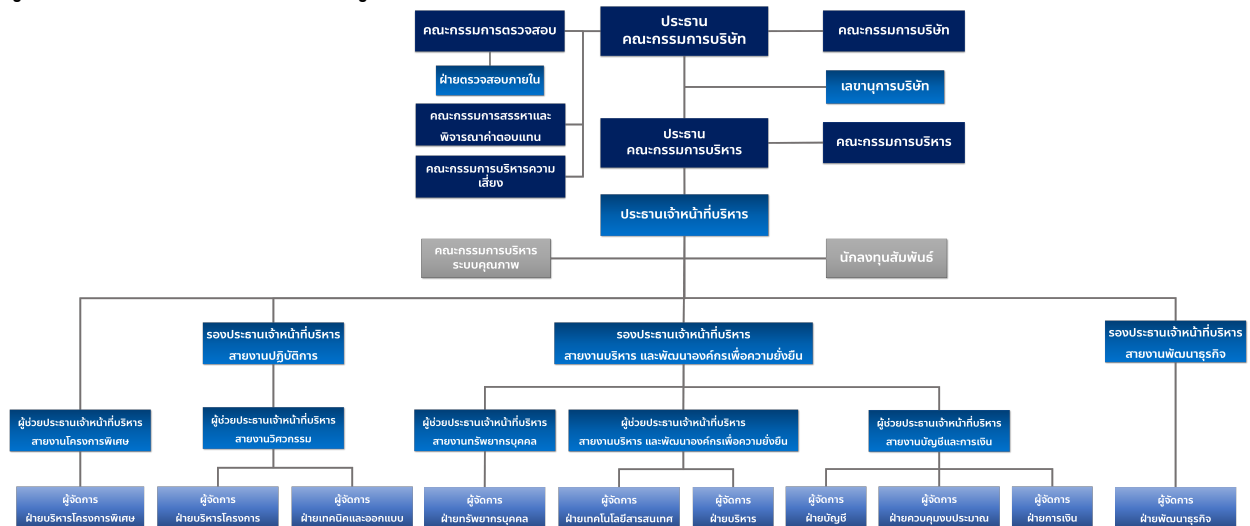 คณะกรรมการตรวจสอบ
ประธาน
คณะกรรมการบริษัท
คณะกรรมการบริษัท
ฝ่ายตรวจสอบภายใน
เลขานุการบริษัท
คณะกรรมการสรรหาและ
พิจารณาค่าตอบแทน
ประธาน
คณะกรรมการบริหาร
คณะกรรมการบริหาร
คณะกรรมการบริหารความ
เสี่ยง
ประธานเจ้าหน้าที่บริหาร
คณะกรรมการบริหาร
ระบบคุณภาพ
นักลงทุนสัมพันธ์
รองประธานเจ้าหน้าที่บริหาร
สายงานปฏิบัติการ
รองประธานเจ้าหน้าที่บริหาร
สายงานบริหาร และพัฒนาองค์กรเพื่อความยั่งยืน
รองประธานเจ้าหน้าที่บริหาร
สายงานพัฒนาธุรกิจ
ผู้ช่วยประธานเจ้าหน้าที่บริหาร
สายงานโครงการพิเศษ
ผู้ช่วยประธานเจ้าหน้าที่บริหาร
สายงานวิศวกรรม
ผู้ช่วยประธานเจ้าหน้าที่บริหาร
สายงานทรัพยากรบุคคล
ผู้ช่วยประธานเจ้าหน้าที่บริหาร
สายงานบริหาร และพัฒนาองค์กรเพื่อความยั่งยืน
ผู้ช่วยประธานเจ้าหน้าที่บริหาร
สายงานบัญชีและการเงิน
ผู้จัดการ
ฝ่ายบริหารโครงการพิเศษ
ผู้จัดการ
ฝ่ายบริหารโครงการ
ผู้จัดการ
ฝ่ายเทคนิคและออกแบบ
ผู้จัดการ
ฝ่ายทรัพยากรบุคคล
ผู้จัดการ
ฝ่ายเทคโนโลยีสารสนเทศ
ผู้จัดการ
ฝ่ายบริหาร
ผู้จัดการ
ฝ่ายบัญชี
ผู้จัดการ
ฝ่ายควบคุมงบประมาณ
ผู้จัดการ
ฝ่ายการเงิน
ผู้จัดการ
ฝ่ายพัฒนาธุรกิจ